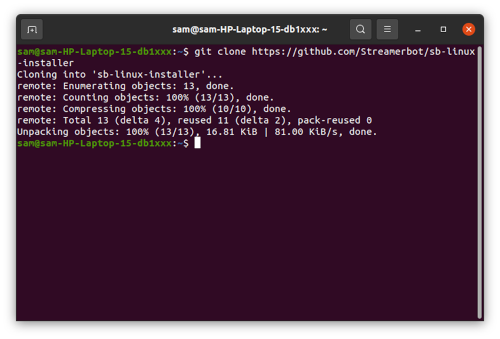 sam@sam-HP-Laptop-15-db1xxx: ~
sam@sam-HP-Laptop-15-db1xxx:~$ git clone https://github.com/Streamerbot/sb-linux
-installer
Cloning into 'sb-linux-installer'...
remote: Enumerating objects: 13, done.
remote: Counting objects: 100% (13/13), done.
remote: Compressing objects: 100% (10/10), done.
remote: Total 13 (delta 4), reused 11 (delta 2), pack-reused 0
Unpacking objects: 100% (13/13), 16.81 KiB | 81.00 KiB/s, done.
sam@sam-HP-Laptop-15-db1xxx:~$